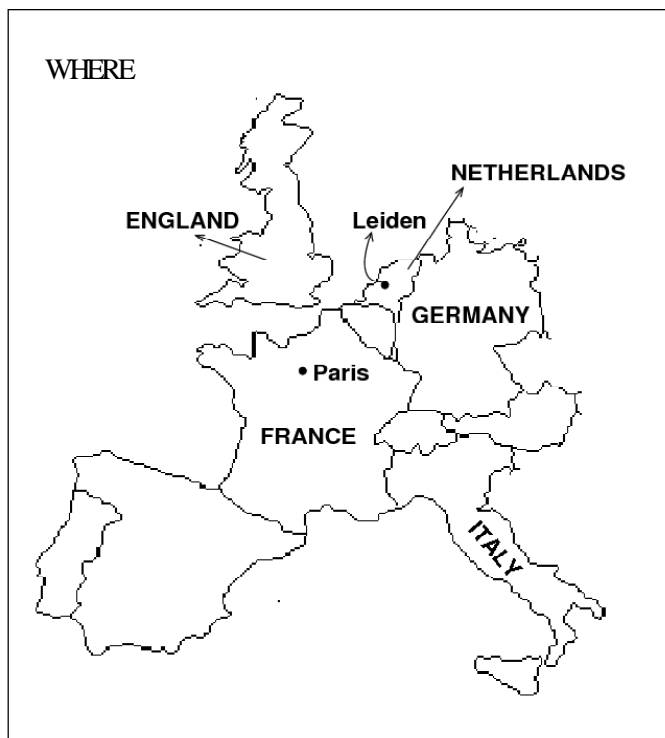 WHERE
NETHERLANDS
ENGLAND
Leiden
GERMANY
Paris
FRANCE
ITALY